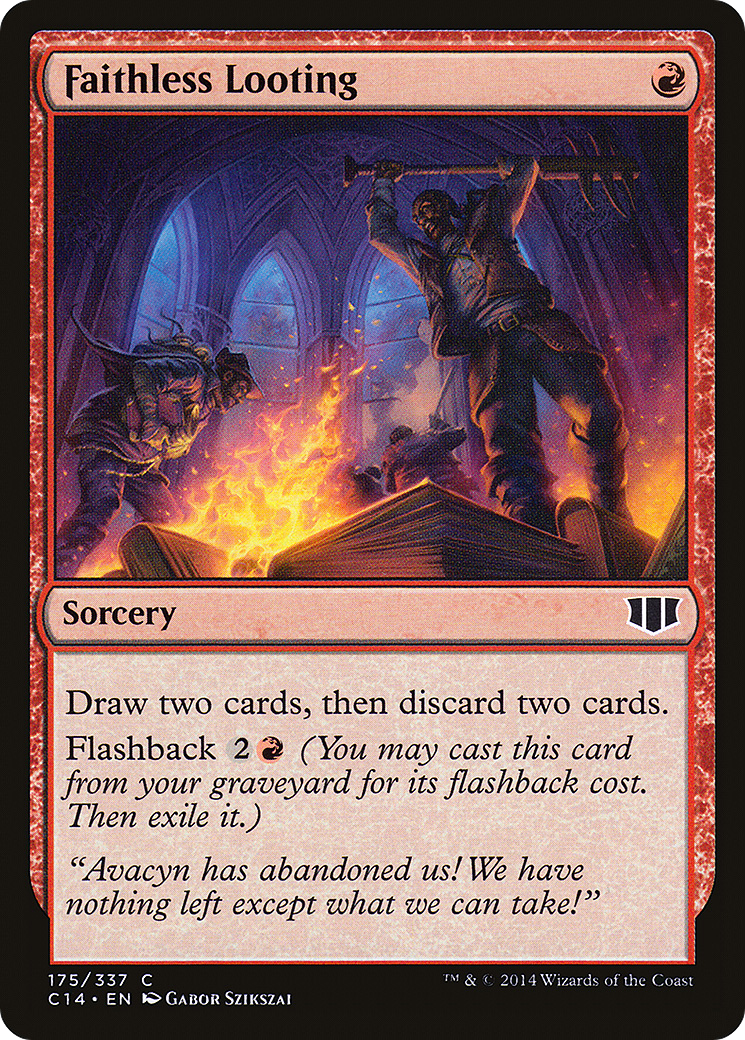 Faithless Looting
Sorcery
Draw two cards, then discard two cards.
Flashback 2 (You may cast this card
from your graveyard for its flashback cost.
Then exile it.)
“Avacyn has abandoned us! We have
nothing left except what we can take!”
175/337 C
C14 • EN Gabor Szikszai
™ & © 2014 Wizards of the Coast